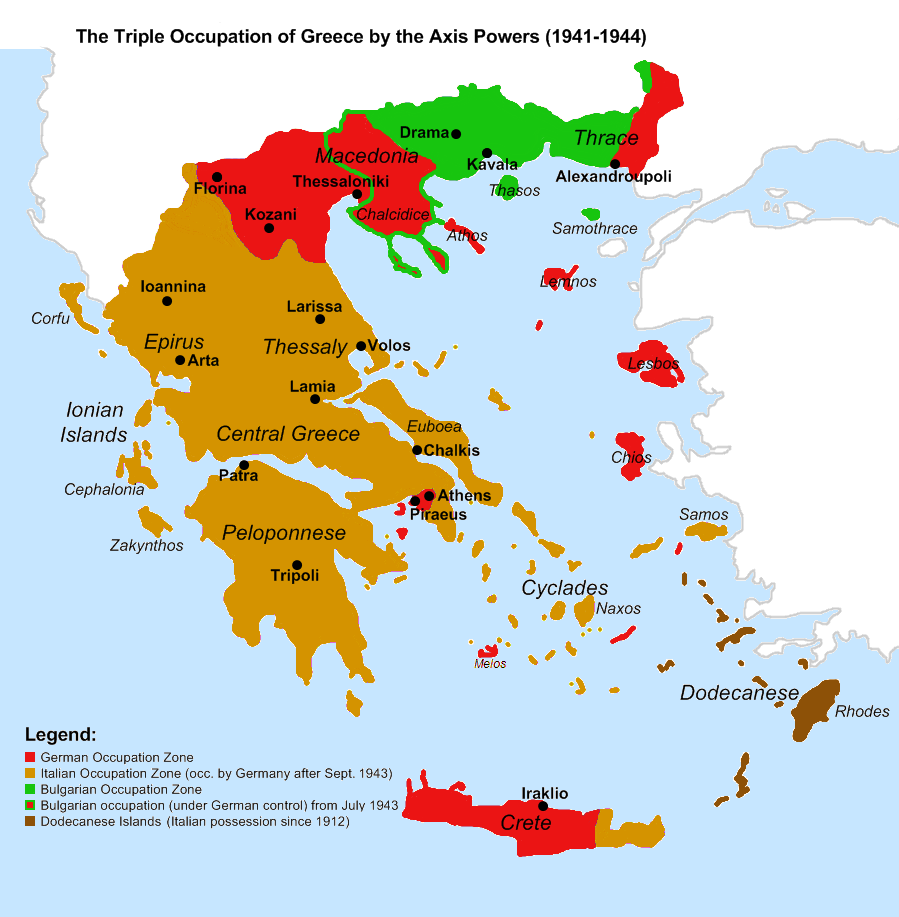 The Triple Occupation of Greece by the Axis Powers (1941-1944)
Drama
Thrace
Macedonia
Kavala
Alexandroupoli
Florina
Thessaloniki
Thasos
Kozani
Chalcidice
Samothrace
Athos
Lemnos
Ioannina
Larissa
Corfu
Epirus
Thessaly
Volos
Arta
Lesbos
Lamia
Ionian
Islands
Central Greece
Euboea
Chalkis
Chios
Patra
Cephalonia
Athens
Piraeus
Samos
Zakynthos
Peloponnese
Tripoli
Cyclades
Naxos
Melos
Dodecanese
Rhodes
Legend:
German Occupation Zone
Italian Occupation Zone (occ. by Germany after Sept. 1943)
Bulgarian Occupation Zone
Bulgarian occupation (under German control) from July 1943
Dodecanese Islands (Italian possession since 1912)
Iraklio
Crete